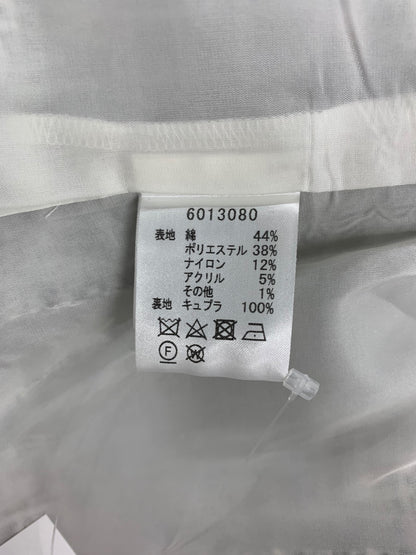 6013080
表地 綿 44%
ポリエステル 38%
ナイロン 12%
アクリル 5%
その他 1%
裏地 キュプラ 100%
F W